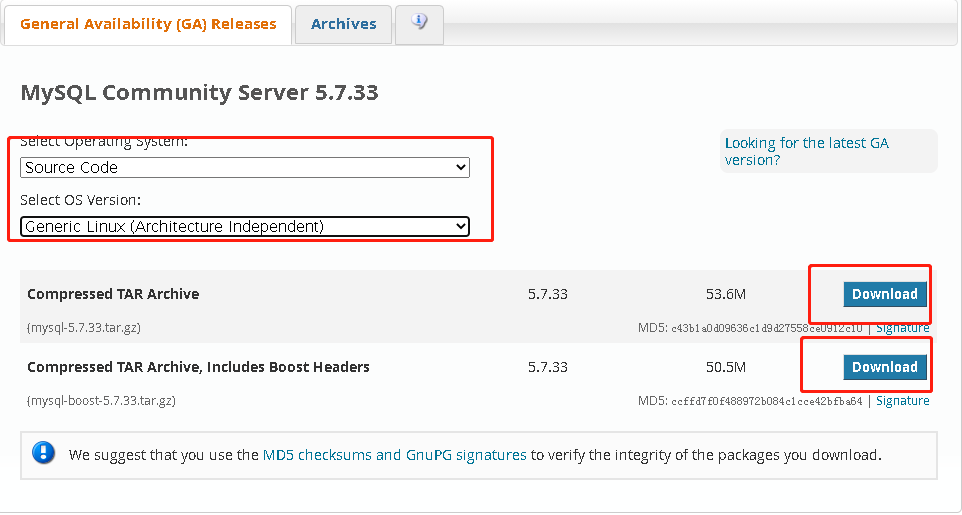 General Availability (GA) Releases
Archives
MySQL Community Server 5.7.33
Select Operating System:
Looking for the latest GA
version?
Source Code
Select OS Version:
Generic Linux (Architecture Independent)
Compressed TAR Archive 5.7.33 53.6M Download
(mysql-5.7.33.tar.gz) MD5: c43b1a0d09636c1d9d27558ce0912c10 | Signature
Compressed TAR Archive, Includes Boost Headers 5.7.33 50.5M Download
(mysql-boost-5.7.33.tar.gz) MD5: ccffd7f0f488972b084c1cce42bfba64 | Signature
We suggest that you use the MD5 checksums and GnuPG signatures to verify the integrity of the packages you download.